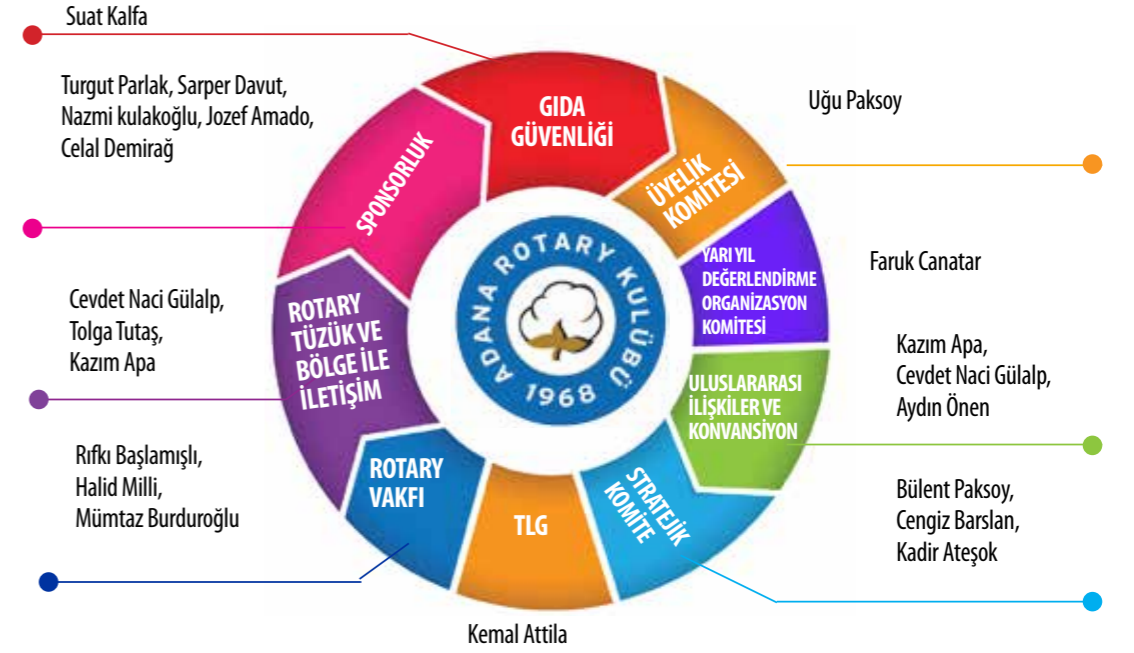 Suat Kalfa
Turgut Parlak, Sarper Davut,
Nazmi kulakoğlu, Jozef Amado,
Celal Demirağ
Cevdet Naci Gülalp,
Tolga Tutaş,
Kazım Apa
Rıfkı Başlamışlı,
Halid Milli,
Mümtaz Burduroğlu
GIDA
GÜVENLİĞİ
ÜYELİK
KOMİTESİ
YARI YIL
DEĞERLENDİRME
ORGANİZASYON
KOMİTESİ
ULUSLARARASI
İLİŞKİLER VE
KONVANSİYON
STRATEJİK
KOMİTE
TLG
ROTARY
VAKFI
ROTARY
TÜZÜK VE
BÖLGE İLE
İLETİŞİM
SPONSORLUK
ADANA ROTARY KULÜBÜ
1968
Uğu Paksoy
Faruk Canatar
Kazım Apa,
Cevdet Naci Gülalp,
Aydın Önen
Bülent Paksoy,
Cengiz Barslan,
Kadir Ateşok
Kemal Attila